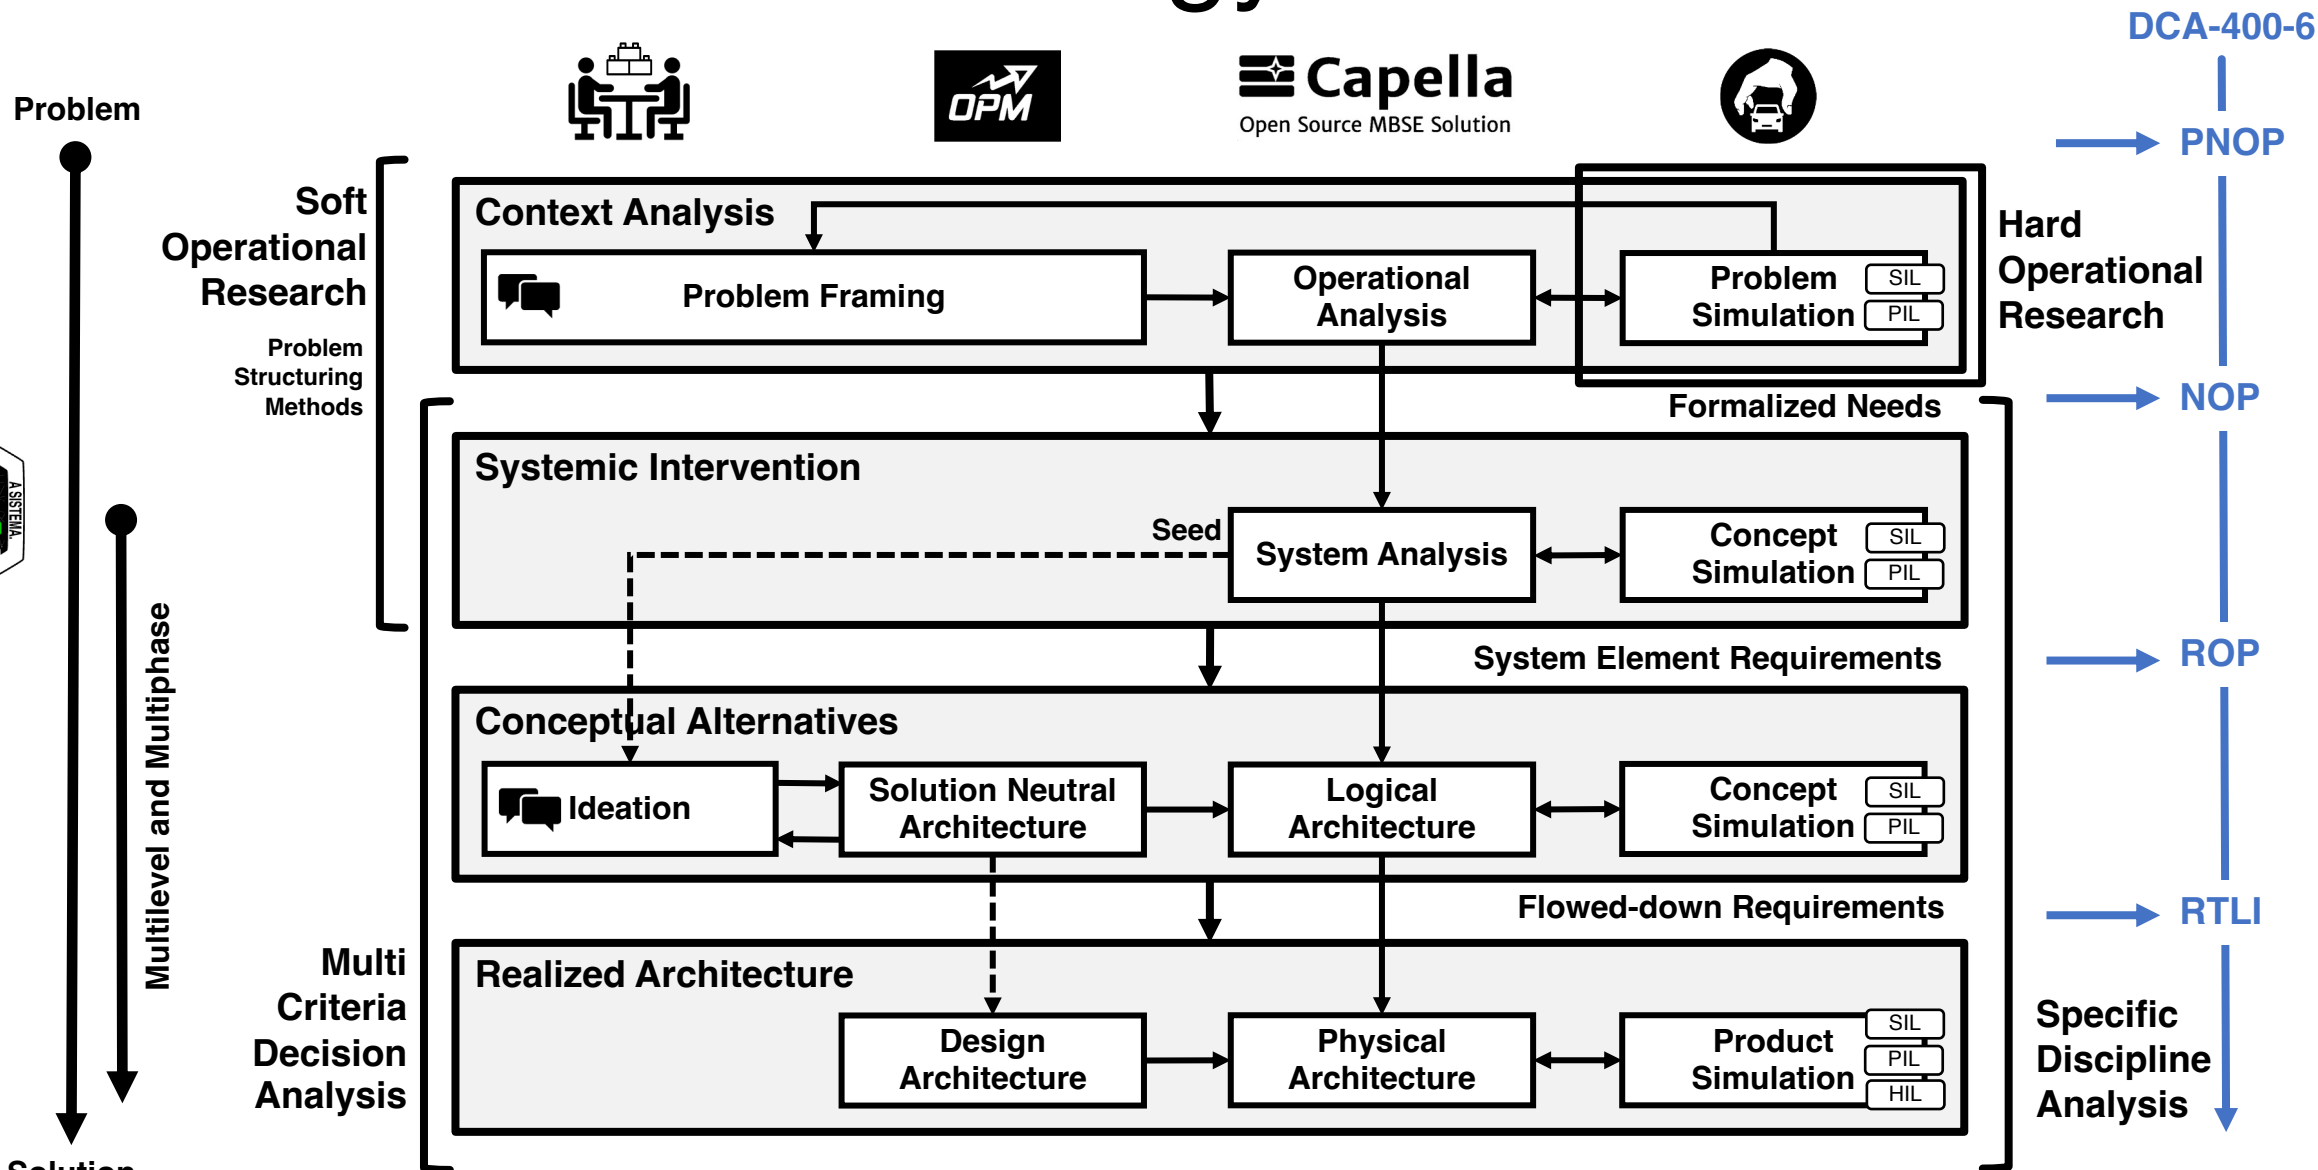 DCA-400-6
Problem
OPM
Capella
Open Source MBSE Solution
PNOP
Soft
Operational
Research
Problem
Structuring
Methods
Context Analysis
Problem Framing
Operational
Analysis
Problem
Simulation
SIL
PIL
Hard
Operational
Research
Formalized Needs
NOP
A SISTEMA.
Systemic Intervention
Seed
System Analysis
Concept
Simulation
SIL
PIL
System Element Requirements
ROP
Multilevel and Multiphase
Conceptual Alternatives
Ideation
Solution Neutral
Architecture
Logical
Architecture
Concept
Simulation
SIL
PIL
Flowed-down Requirements
RTLI
Multi
Criteria
Decision
Analysis
Realized Architecture
Design
Architecture
Physical
Architecture
Product
Simulation
SIL
PIL
HIL
Specific
Discipline
Analysis
Solution